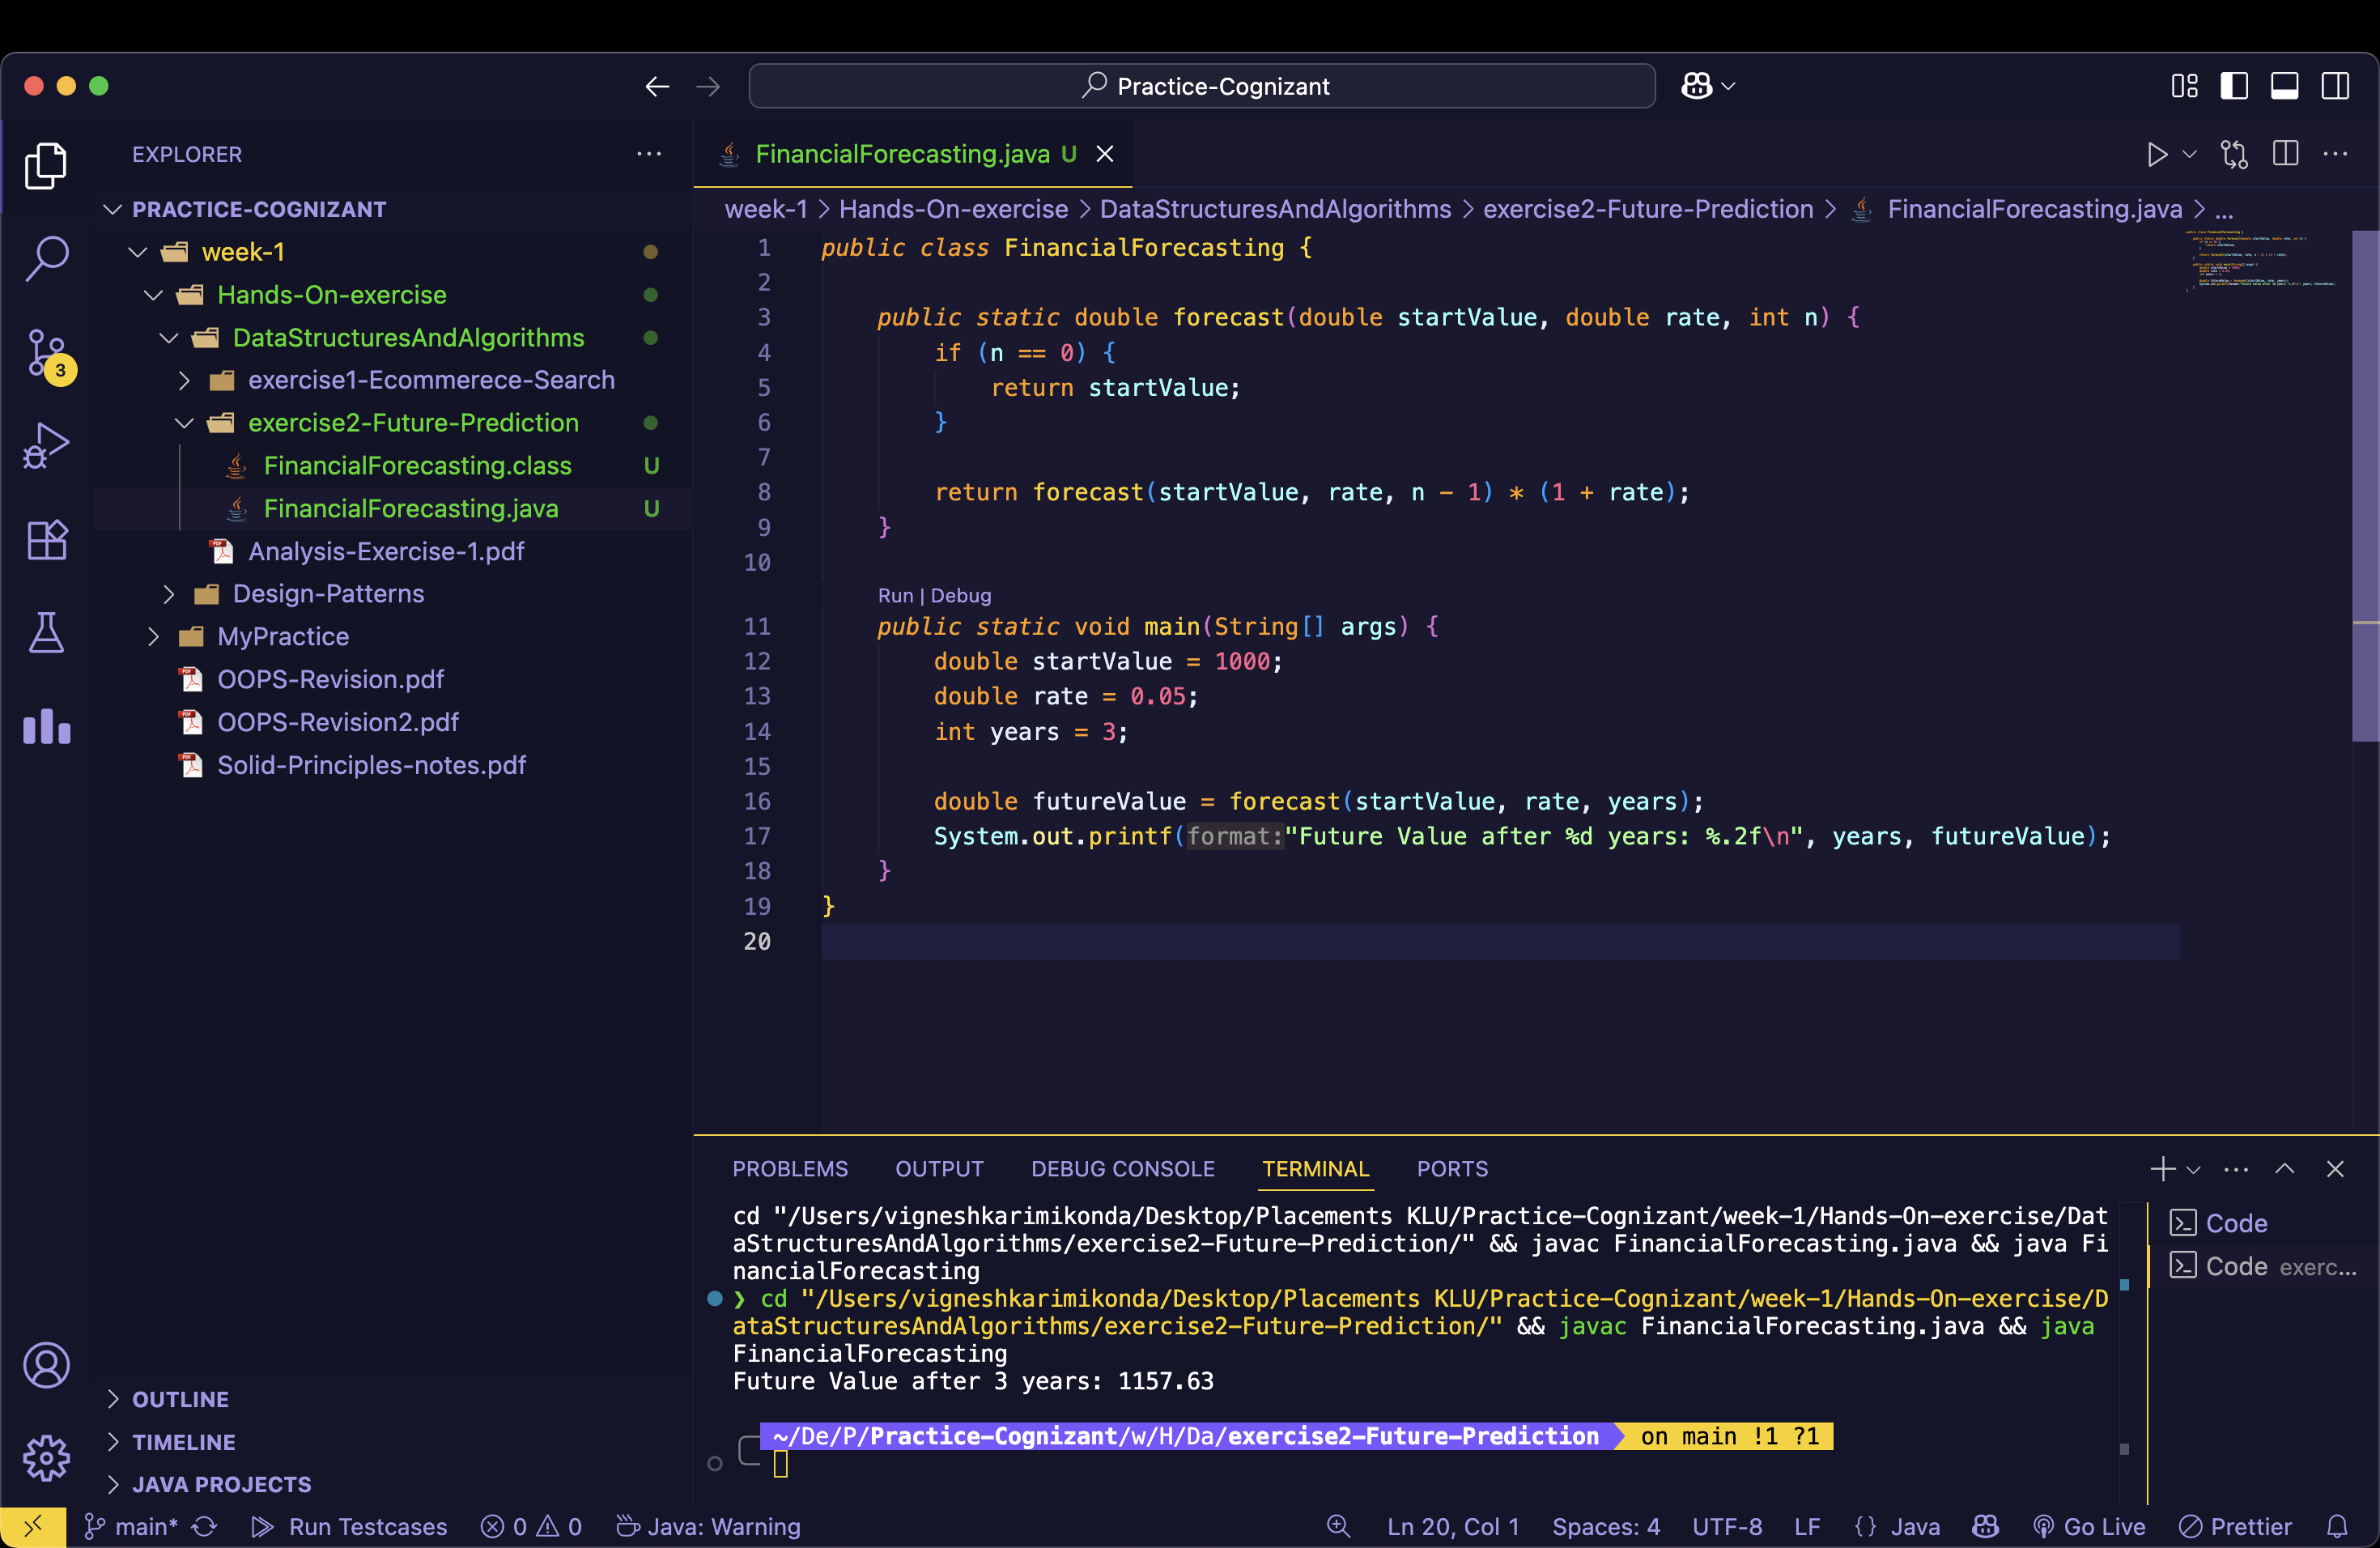 Practice-Cognizant
EXPLORER
PRACTICE-COGNIZANT
week-1
Hands-On-exercise
DataStructuresAndAlgorithms
exercise1-Ecommerece-Search
exercise2-Future-Prediction
FinancialForecasting.class U
FinancialForecasting.java U
Analysis-Exercise-1.pdf
Design-Patterns
MyPractice
OOPS-Revision.pdf
OOPS-Revision2.pdf
Solid-Principles-notes.pdf
3
OUTLINE
TIMELINE
JAVA PROJECTS
FinancialForecasting.java U
week-1 > Hands-On-exercise > DataStructuresAndAlgorithms > exercise2-Future-Prediction > FinancialForecasting.java > ...
1 public class FinancialForecasting {
2
3 public static double forecast(double startValue, double rate, int n) {
4 if (n == 0) {
5 return startValue;
6 }
7
8 return forecast(startValue, rate, n - 1) * (1 + rate);
9 }
10
Run | Debug
11 public static void main(String[] args) {
12 double startValue = 1000;
13 double rate = 0.05;
14 int years = 3;
15
16 double futureValue = forecast(startValue, rate, years);
17 System.out.printf(format:"Future Value after %d years: %.2f\n", years, futureValue);
18 }
19 }
20
PROBLEMS OUTPUT DEBUG CONSOLE TERMINAL PORTS
cd "/Users/vigneshkarimikonda/Desktop/Placements KLU/Practice-Cognizant/week-1/Hands-On-exercise/Dat
aStructuresAndAlgorithms/exercise2-Future-Prediction/" && javac FinancialForecasting.java && java Fi
nancialForecasting
❯ cd "/Users/vigneshkarimikonda/Desktop/Placements KLU/Practice-Cognizant/week-1/Hands-On-exercise/D
ataStructuresAndAlgorithms/exercise2-Future-Prediction/" && javac FinancialForecasting.java && java
FinancialForecasting
Future Value after 3 years: 1157.63
~/De/P/Practice-Cognizant/w/H/Da/exercise2-Future-Prediction on main !1 ?1
Code
Code exerc...
main* Run Testcases 0 0 Java: Warning Ln 20, Col 1 Spaces: 4 UTF-8 LF {} Java Go Live Prettier